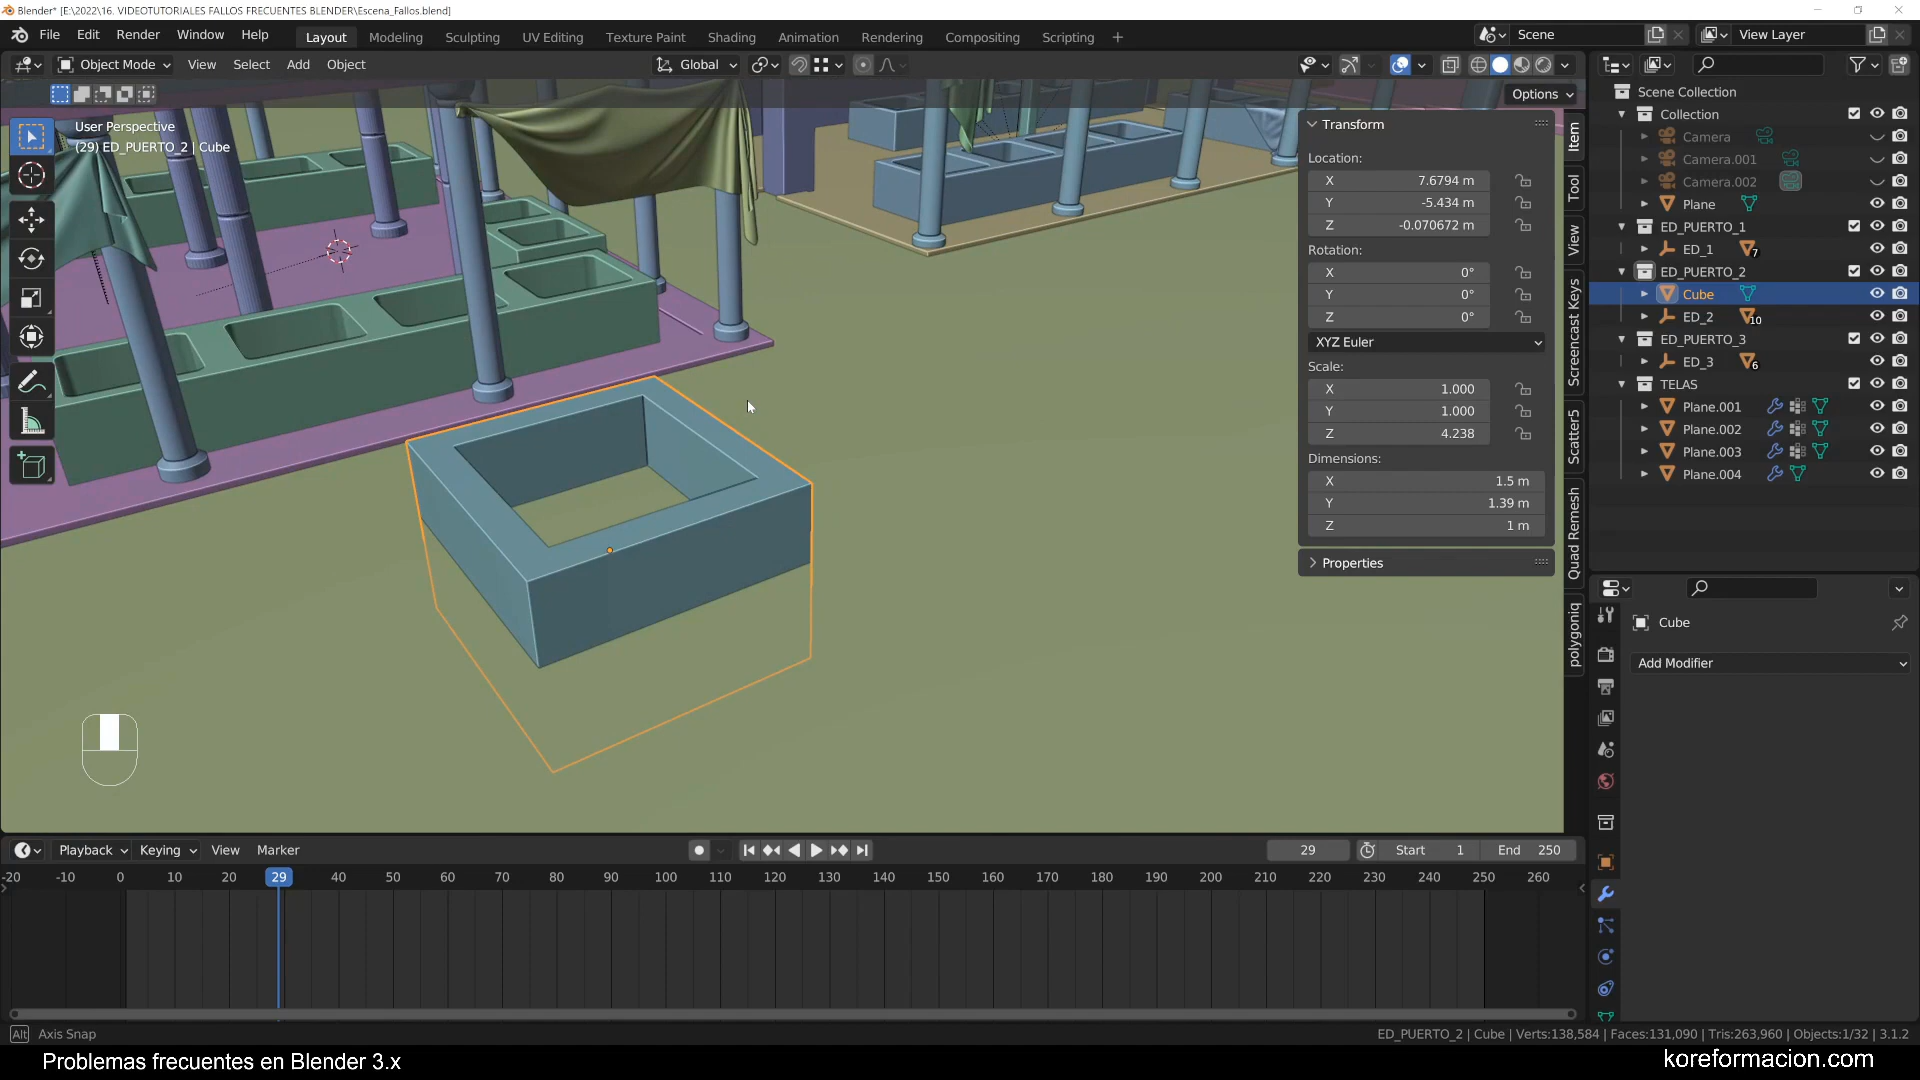 Blender* [E:\2022\16. VIDEOTUTORIALES FALLOS FRECUENTES BLENDER\Escena_Fallos.blend]
File Edit Render Window Help Layout Modeling Sculpting UV Editing Texture Paint Shading Animation Rendering Compositing Scripting + Scene View Layer
Object Mode View Select Add Object Global
Options
User Perspective
(29) ED_PUERTO_2 | Cube
Transform
Location:
X 7.6794 m
Y -5.434 m
Z -0.070672 m
Rotation:
X 0°
Y 0°
Z 0°
XYZ Euler
Scale:
X 1.000
Y 1.000
Z 4.238
Dimensions:
X 1.5 m
Y 1.39 m
Z 1 m
Properties
Item
Tool
View
Screencast Keys
Scatter5
Quad Remesh
polygoniq
Scene Collection
Collection
Camera
Camera.001
Camera.002
Plane
ED_PUERTO_1
ED_1 7
ED_PUERTO_2
Cube
ED_2 10
ED_PUERTO_3
ED_3 6
TELAS
Plane.001
Plane.002
Plane.003
Plane.004
Cube
Add Modifier
Playback Keying View Marker 29 Start 1 End 250
-20 -10 0 10 20 29 40 50 60 70 80 90 100 110 120 130 140 150 160 170 180 190 200 210 220 230 240 250 260
Alt Axis Snap
ED_PUERTO_2 | Cube | Verts:138,584 | Faces:131,090 | Tris:263,960 | Objects:1/32 | 3.1.2
Problemas frecuentes en Blender 3.x
koreformacion.com